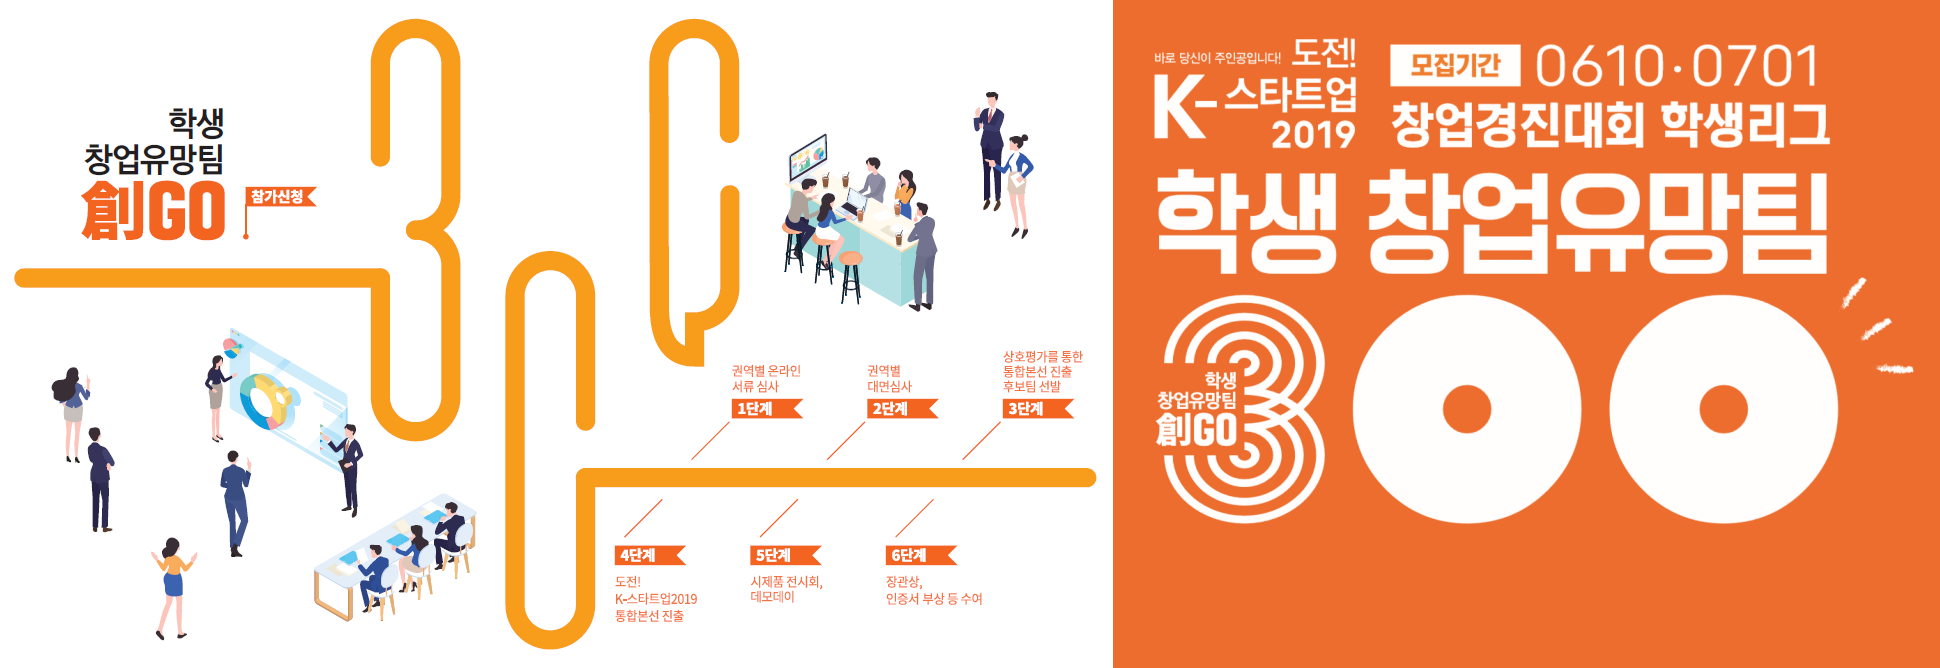 학생
창업유망팀
創GO
참가신청
권역별 온라인
서류 심사
1단계
권역별
대면심사
2단계
상호평가를 통한
통합본선 진출
후보팀 선발
3단계
4단계
도전!
K-스타트업2019
통합본선 진출
5단계
시제품 전시회,
데모데이
6단계
장관상,
인증서 부상 등 수여
바로 당신이 주인공입니다! 도전!
K-스타트업
2019
모집기간 0610·0701
창업경진대회 학생리그
학생 창업유망팀
300
학생
창업유망팀
創GO